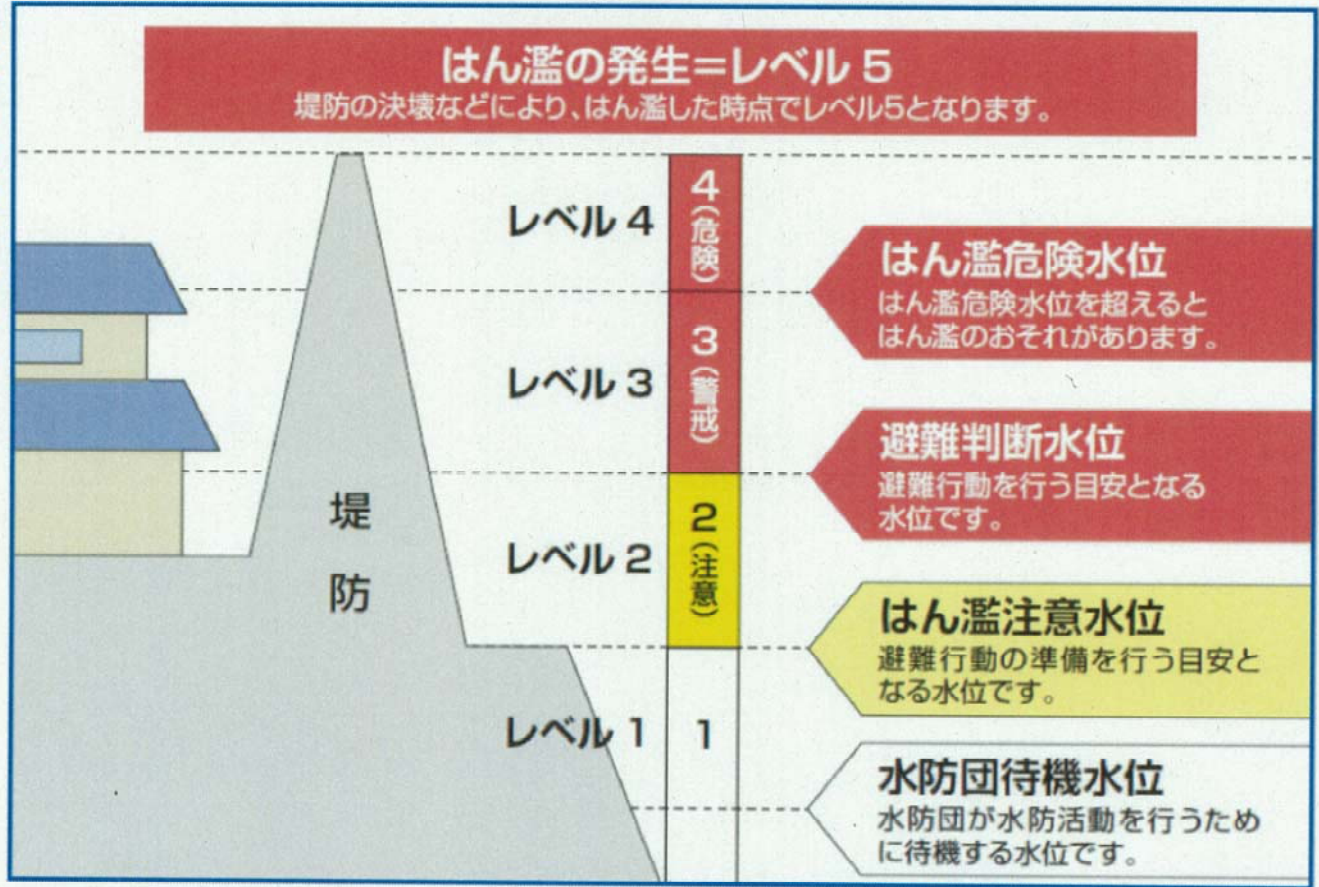 はん濫の発生=レベル 5
堤防の決壊などにより、はん濫した時点でレベル5となります。
レベル 4
4(危険)
はん濫危険水位
はん濫危険水位を超えると
はん濫のおそれがあります。
レベル 3
3(警戒)
避難判断水位
避難行動を行う目安となる
水位です。
堤防
レベル 2
2(注意)
はん濫注意水位
避難行動の準備を行う目安と
なる水位です。
レベル 1
1
水防団待機水位
水防団が水防活動を行うため
に待機する水位です。